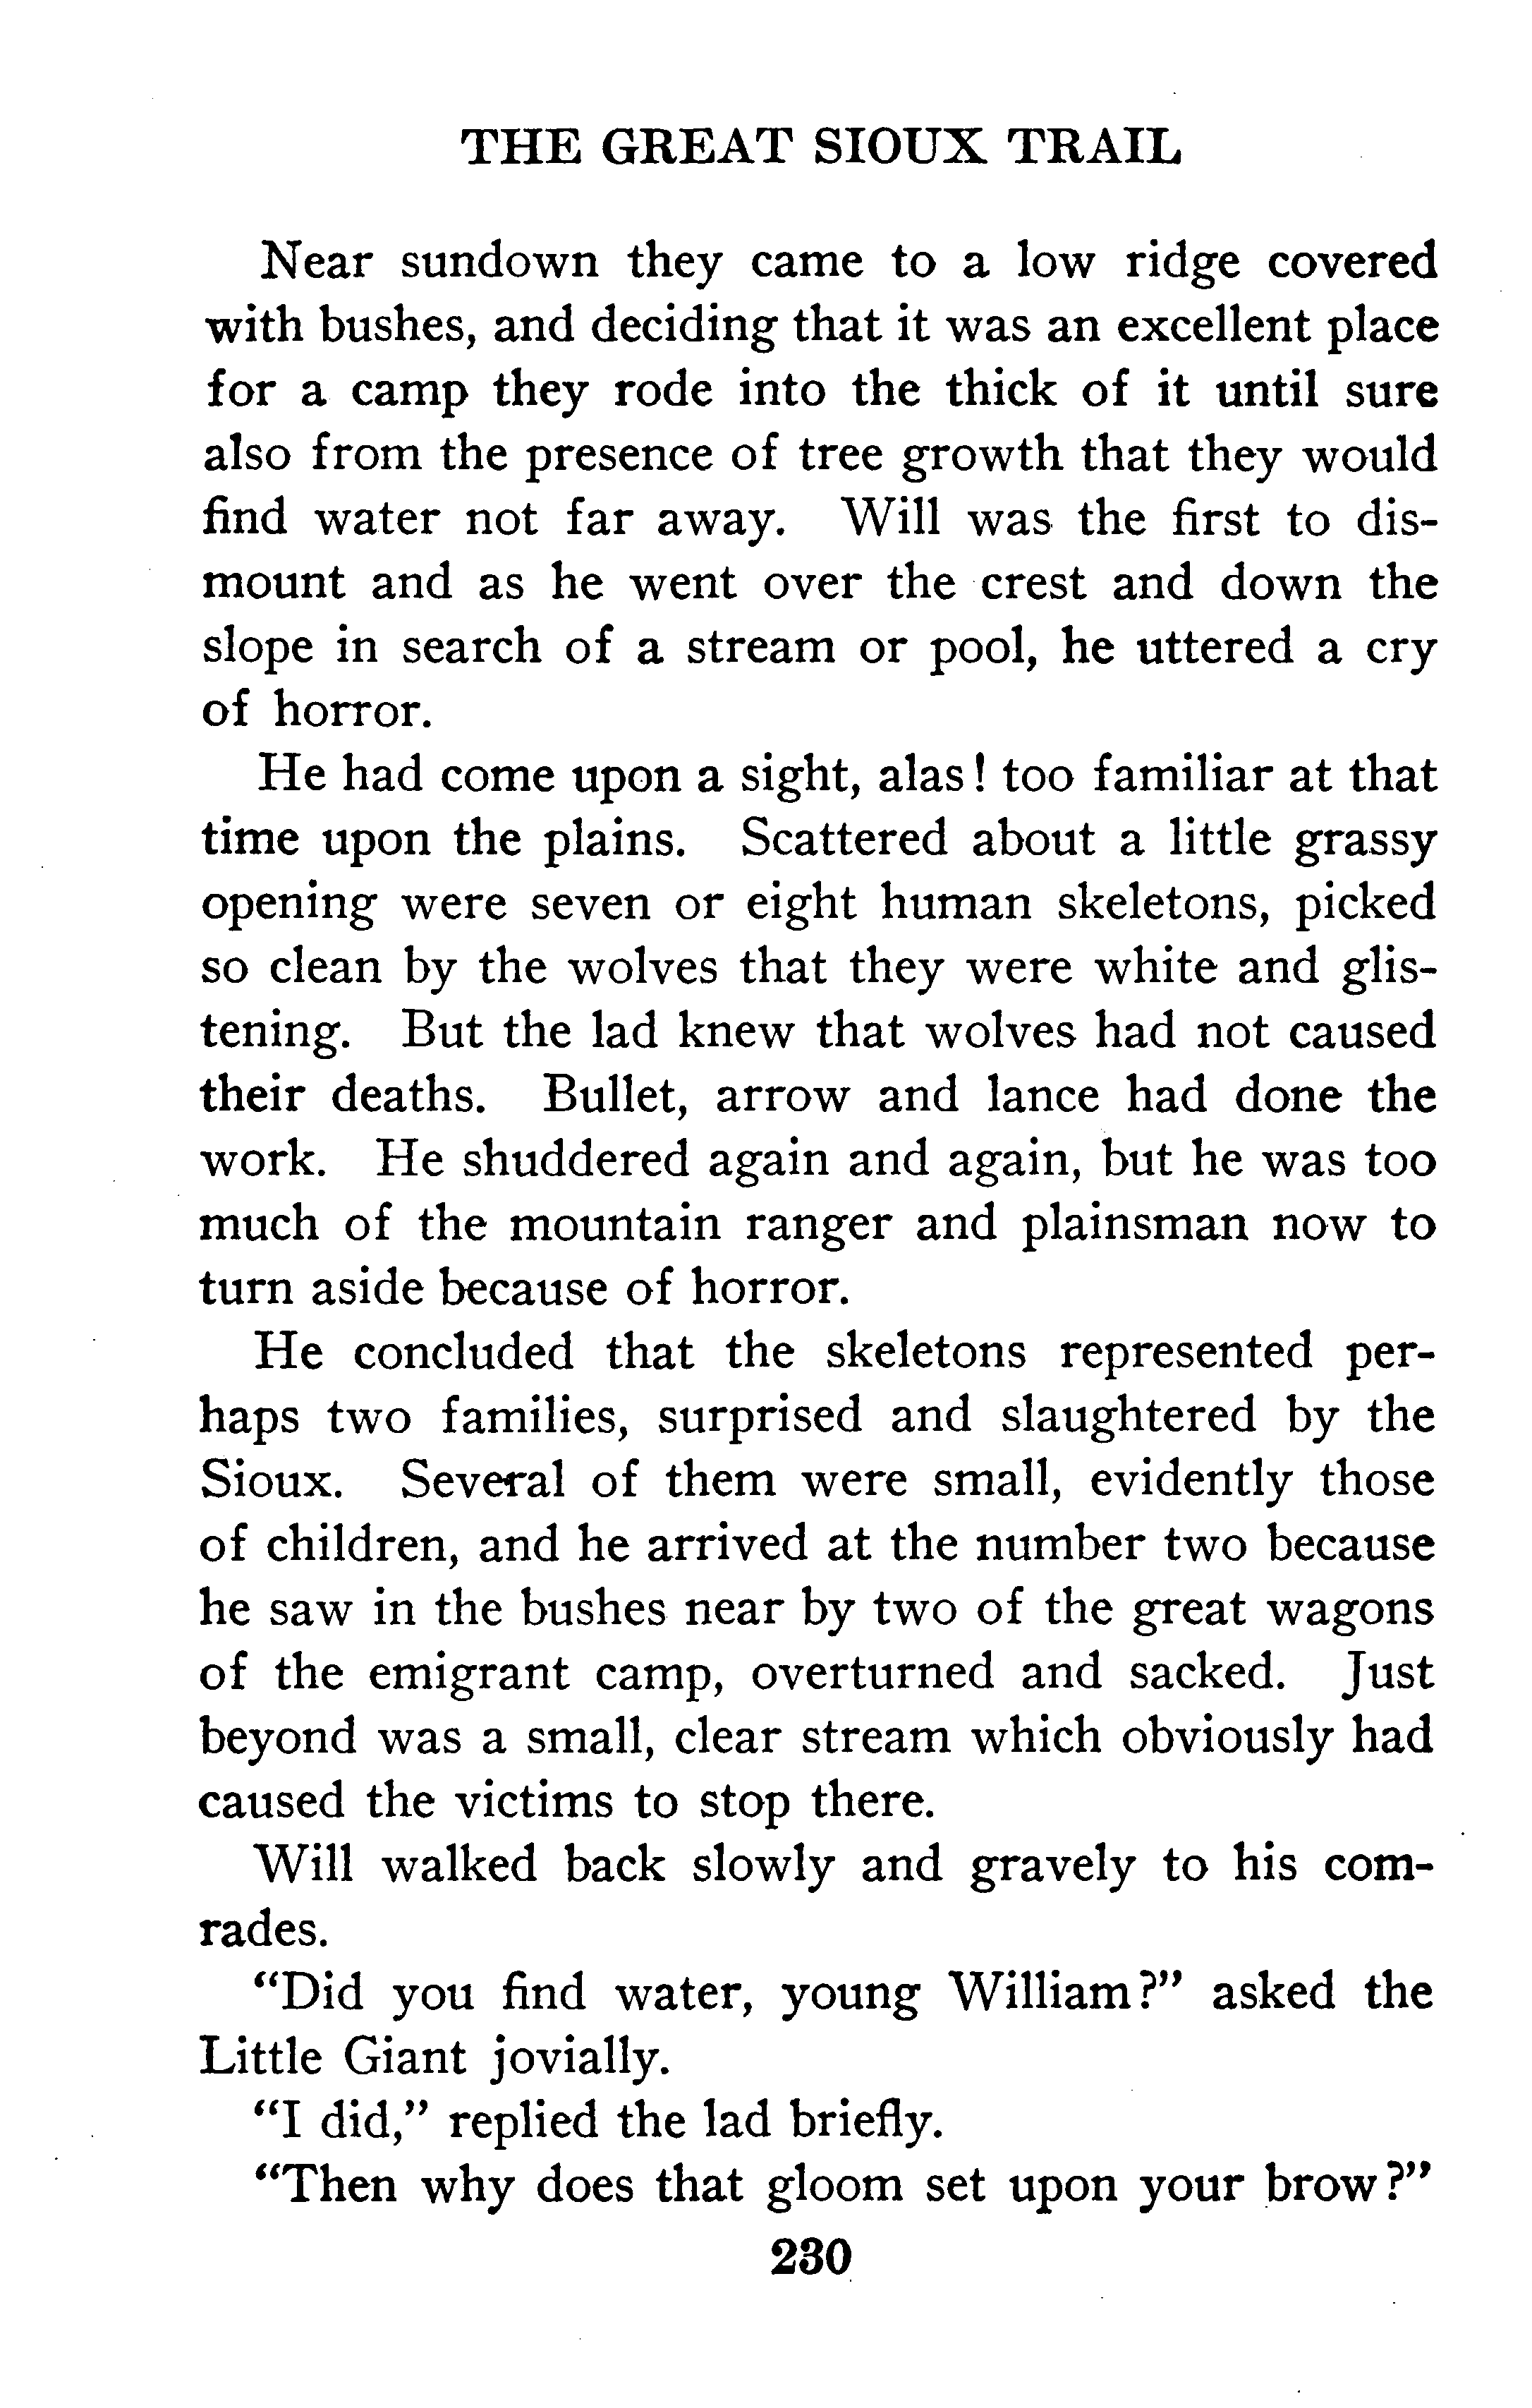 THE GREAT SIOUX TRAIL
Near sundown they came to a low ridge covered
with bushes, and deciding that it was an excellent place
for a camp they rode into the thick of it until sure
also from the presence of tree growth that they would
find water not far away. Will was the first to dis-
mount and as he went over the crest and down the
slope in search of a stream or pool, he uttered a cry
of horror.
He had come upon a sight, alas! too familiar at that
time upon the plains. Scattered about a little grassy
opening were seven or eight human skeletons, picked
so clean by the wolves that they were white and glis-
tening. But the lad knew that wolves had not caused
their deaths. Bullet, arrow and lance had done the
work. He shuddered again and again, but he was too
much of the mountain ranger and plainsman now to
turn aside because of horror.
He concluded that the skeletons represented per-
haps two families, surprised and slaughtered by the
Sioux. Several of them were small, evidently those
of children, and he arrived at the number two because
he saw in the bushes near by two of the great wagons
of the emigrant camp, overturned and sacked. Just
beyond was a small, clear stream which obviously had
caused the victims to stop there.
Will walked back slowly and gravely to his com-
rades.
"Did you find water, young William?" asked the
Little Giant jovially.
"I did," replied the lad briefly.
"Then why does that gloom set upon your brow?"
230